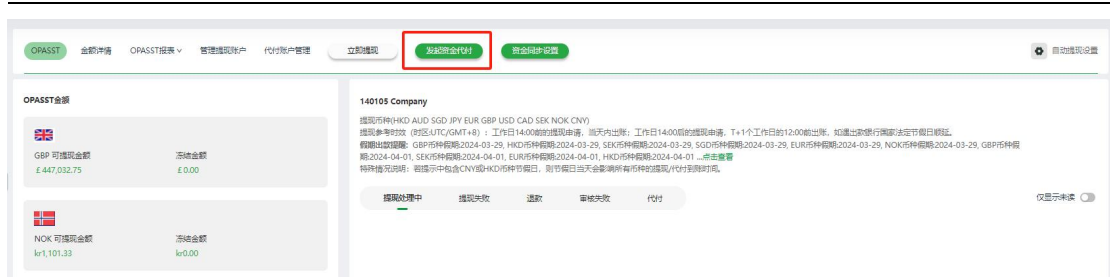 OPASST 金额详情 OPASST报表 管理提现账户 代付账户管理 立即提现 发起资金代付 资金同步设置 自动提现设置
OPASST金额
GBP 可提现金额 冻结金额
£447,032.75 £0.00
NOK 可提现金额 冻结金额
kr1,101.33 kr0.00
140105 Company
提现币种(HKD AUD SGD JPY EUR GBP USD CAD SEK NOK CNY)
提现参考时效（时区:UTC/GMT+8）：工作日14:00前的提现申请，当天内出账；工作日14:00后的提现申请，T+1个工作日的12:00前出账，如遇出款银行国家法定节假日顺延。
假期出款提醒: GBP币种假期:2024-03-29, HKD币种假期:2024-03-29, SEK币种假期:2024-03-29, SGD币种假期:2024-03-29, EUR币种假期:2024-03-29, NOK币种假期:2024-03-29, GBP币种假
期:2024-04-01, SEK币种假期:2024-04-01, EUR币种假期:2024-04-01, HKD币种假期:2024-04-01 ...点击查看
特殊情况说明：若提示中包含CNY或HKD币种节假日，则节假日当天会影响所有币种的提现/代付到账时间。
提现处理中 提现失败 退款 审核失败 代付 仅显示未读